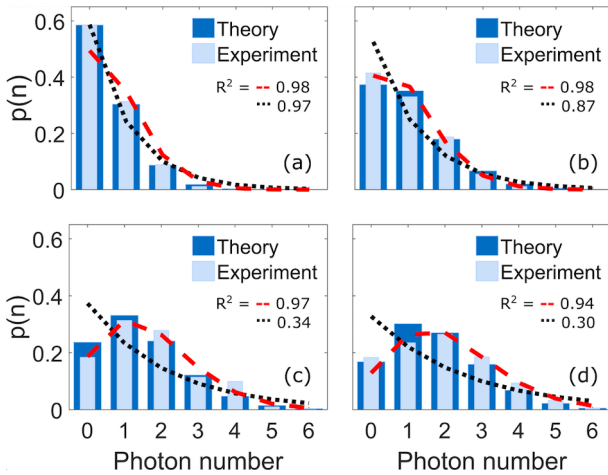 0.6
0.4
0.2
0
p(n)
Theory
Experiment
R² = 0.98
0.97
(a)
Theory
Experiment
R² = 0.98
0.87
(b)
0.6
0.4
0.2
0
p(n)
Theory
Experiment
R² = 0.97
0.34
(c)
0 1 2 3 4 5 6
Photon number
Theory
Experiment
R² = 0.94
0.30
(d)
0 1 2 3 4 5 6
Photon number